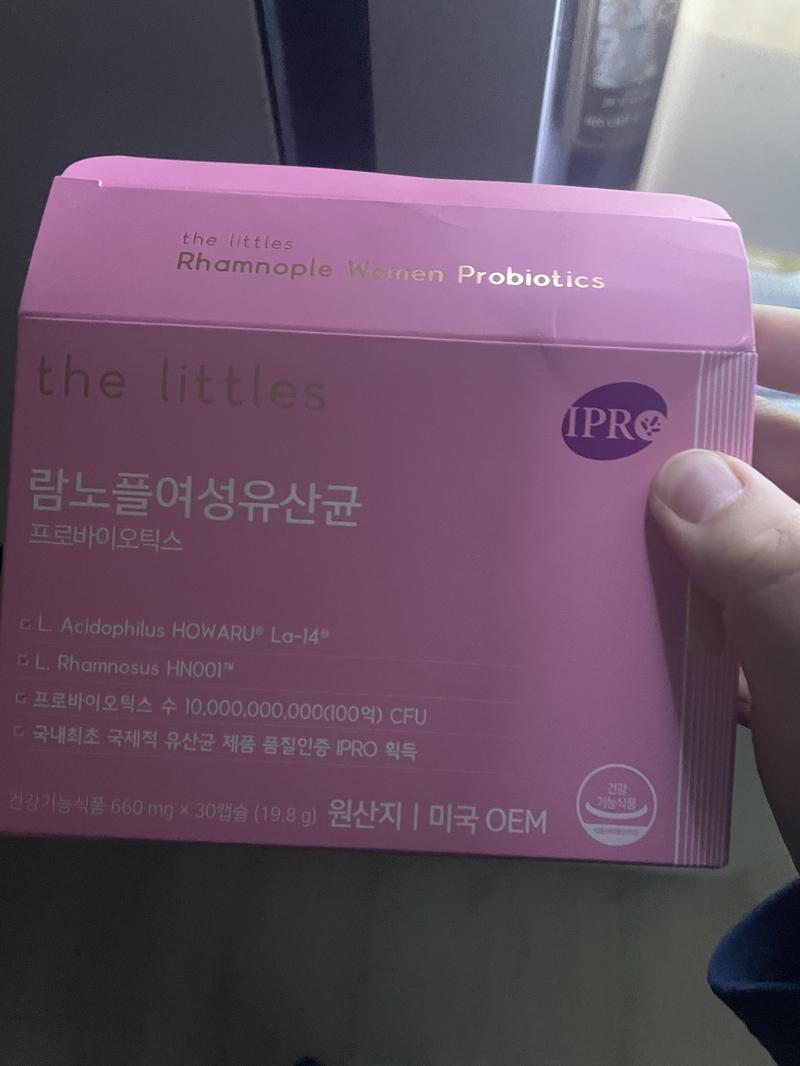 the littles
Rhamnople Women Probiotics
the littles
IPRO
람노플여성유산균
프로바이오틱스
L. Acidophilus HOWARU® La-14®
L. Rhamnosus HN001™
프로바이오틱스 수 10,000,000,000(100억) CFU
국내최초 국제적 유산균 제품 품질인증 IPRO 획득
건강기능식품 660 mg × 30캡슐 (19.8 g) 원산지 | 미국 OEM
건강
기능식품